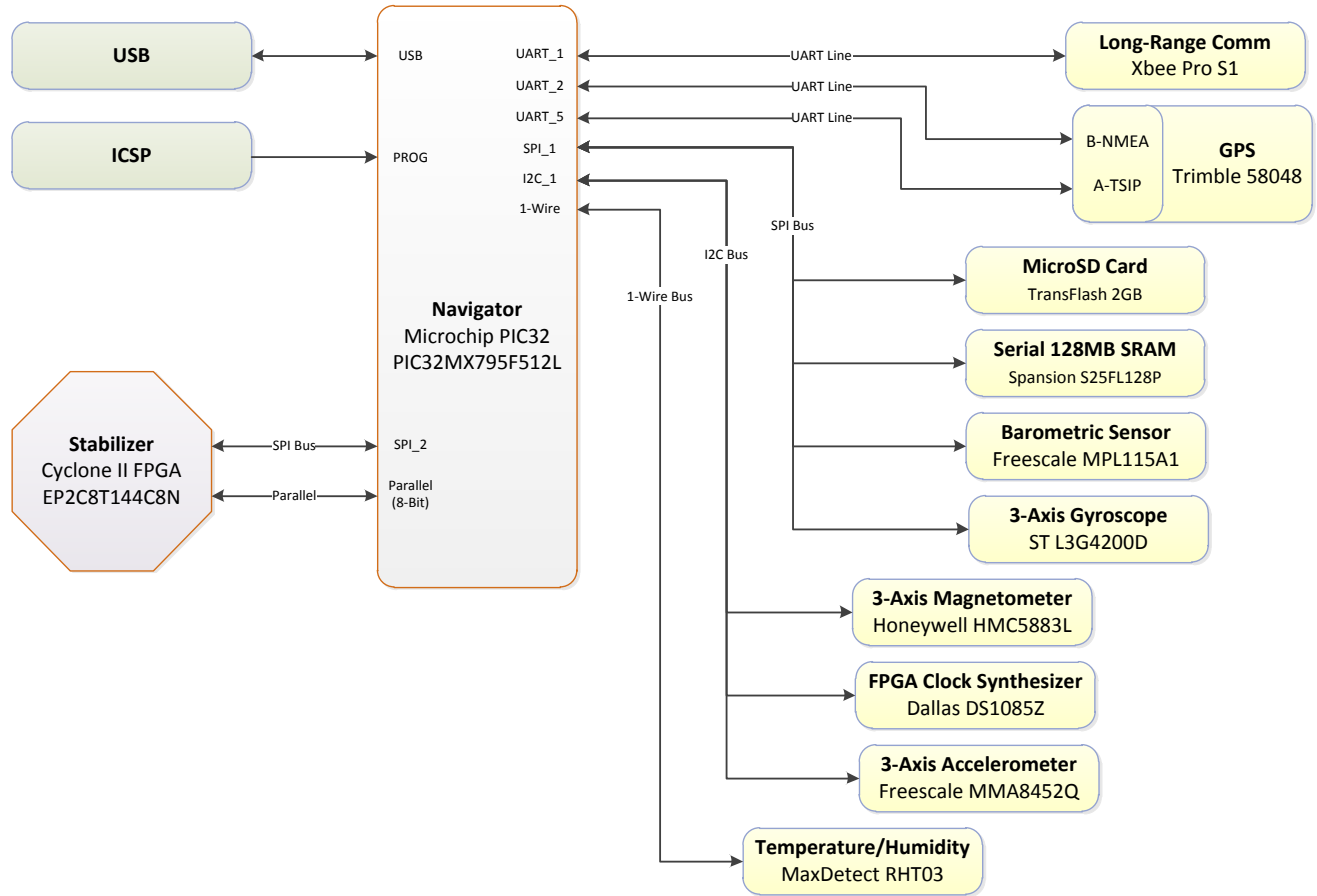 USB
ICSP
USB
PROG
UART_1
UART_2
UART_5
SPI_1
I2C_1
1-Wire
Navigator
Microchip PIC32
PIC32MX795F512L
SPI_2
Parallel
(8-Bit)
Stabilizer
Cyclone II FPGA
EP2C8T144C8N
SPI Bus
Parallel
UART Line
UART Line
UART Line
SPI Bus
I2C Bus
1-Wire Bus
Long-Range Comm
Xbee Pro S1
B-NMEA
A-TSIP
GPS
Trimble 58048
MicroSD Card
TransFlash 2GB
Serial 128MB SRAM
Spansion S25FL128P
Barometric Sensor
Freescale MPL115A1
3-Axis Gyroscope
ST L3G4200D
3-Axis Magnetometer
Honeywell HMC5883L
FPGA Clock Synthesizer
Dallas DS1085Z
3-Axis Accelerometer
Freescale MMA8452Q
Temperature/Humidity
MaxDetect RHT03